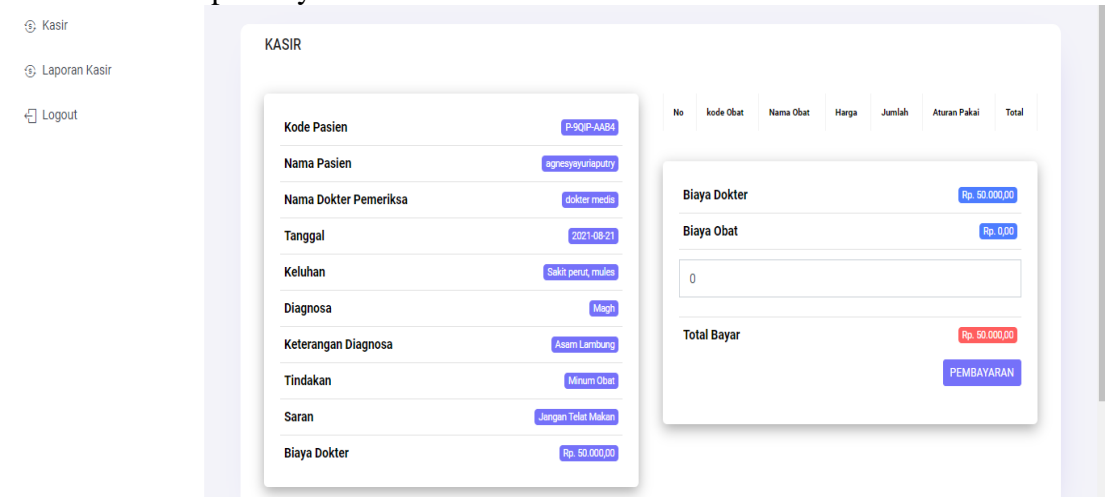 Kasir
Laporan Kasir
Logout
KASIR
Kode Pasien P-9QIP-AAB4
Nama Pasien agnesyayuriaputry
Nama Dokter Pemeriksa dokter medis
Tanggal 2021-08-21
Keluhan Sakit perut, mules
Diagnosa Magh
Keterangan Diagnosa Asam Lambung
Tindakan Minum Obat
Saran Jangan Telat Makan
Biaya Dokter Rp. 50.000,00
No kode Obat Nama Obat Harga Jumlah Aturan Pakai Total
Biaya Dokter Rp. 50.000,00
Biaya Obat Rp. 0,00
0
Total Bayar Rp. 50.000,00
PEMBAYARAN